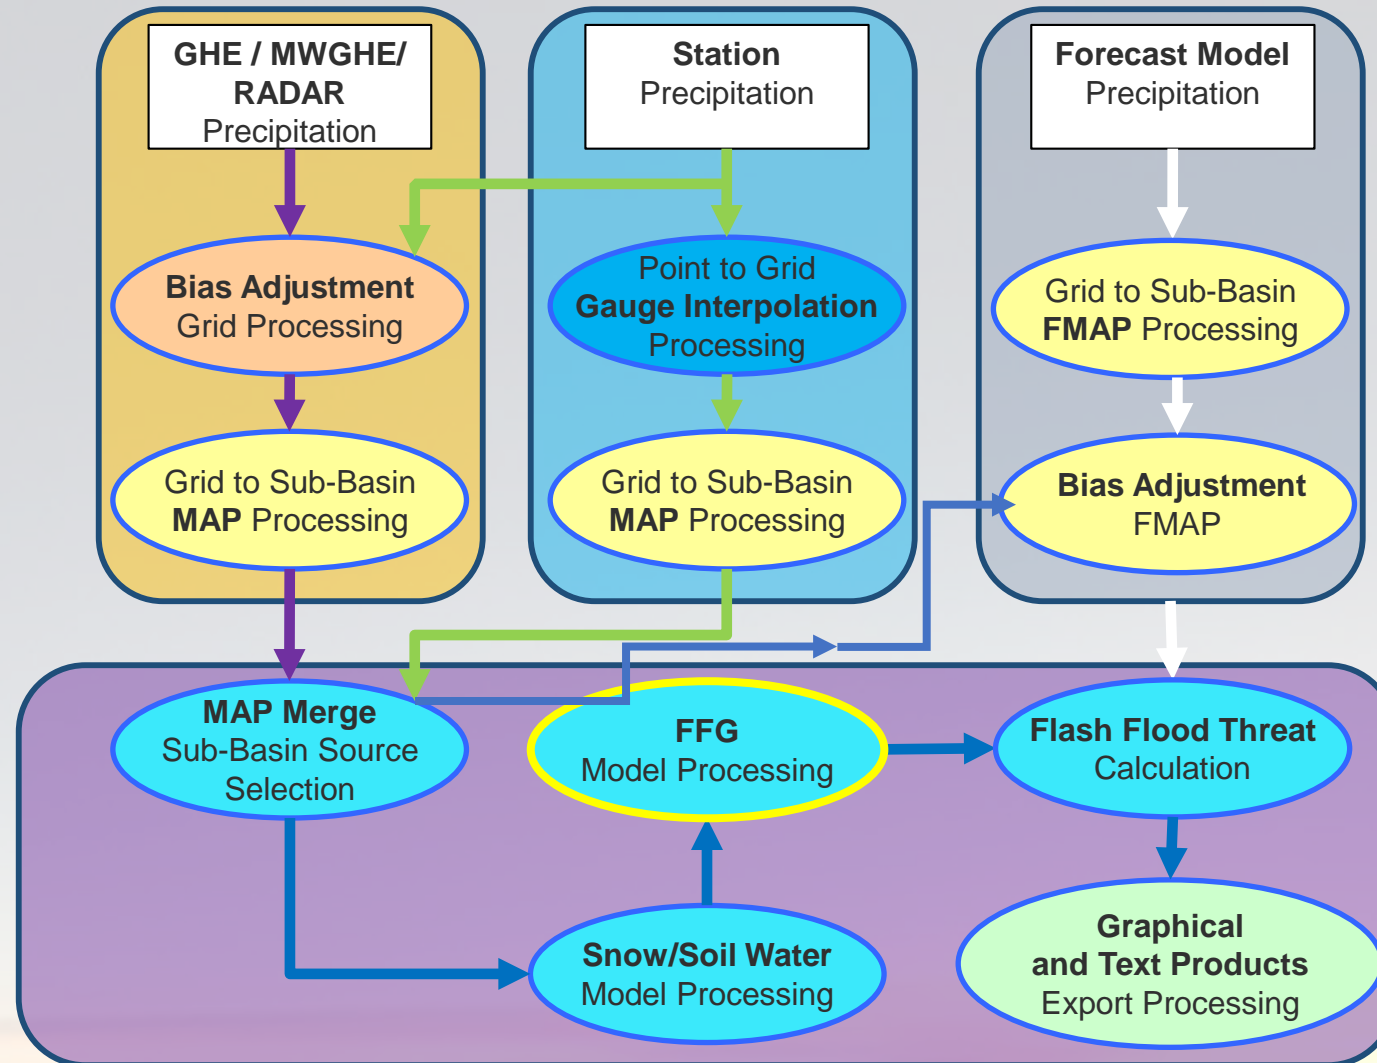 GHE / MWGHE/
RADAR
Precipitation
Station
Precipitation
Forecast Model
Precipitation
Bias Adjustment
Grid Processing
Point to Grid
Gauge Interpolation
Processing
Grid to Sub-Basin
FMAP Processing
Grid to Sub-Basin
MAP Processing
Grid to Sub-Basin
MAP Processing
Bias Adjustment
FMAP
MAP Merge
Sub-Basin Source
Selection
FFG
Model Processing
Flash Flood Threat
Calculation
Snow/Soil Water
Model Processing
Graphical
and Text Products
Export Processing